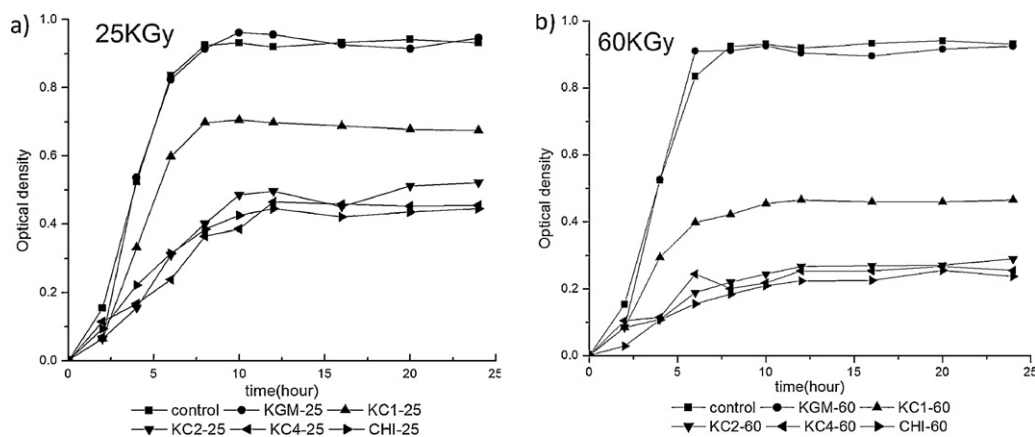 a)
25KGy
Optical density
1.0
0.8
0.6
0.4
0.2
0.0
0 5 10 15 20 25
time(hour)
control KGM-25 KC1-25
KC2-25 KC4-25 CHI-25
b)
60KGy
Optical density
1.0
0.8
0.6
0.4
0.2
0.0
0 5 10 15 20 25
time(hour)
control KGM-60 KC1-60
KC2-60 KC4-60 CHI-60